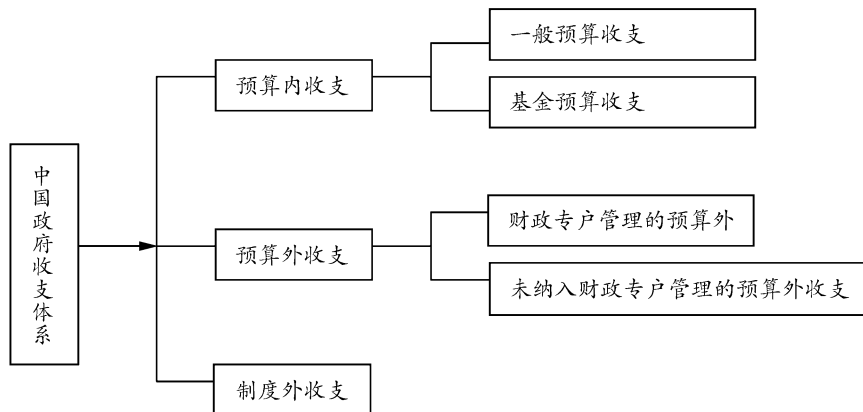 中国政府收支体系
预算内收支
一般预算收支
基金预算收支
预算外收支
财政专户管理的预算外
未纳入财政专户管理的预算外收支
制度外收支